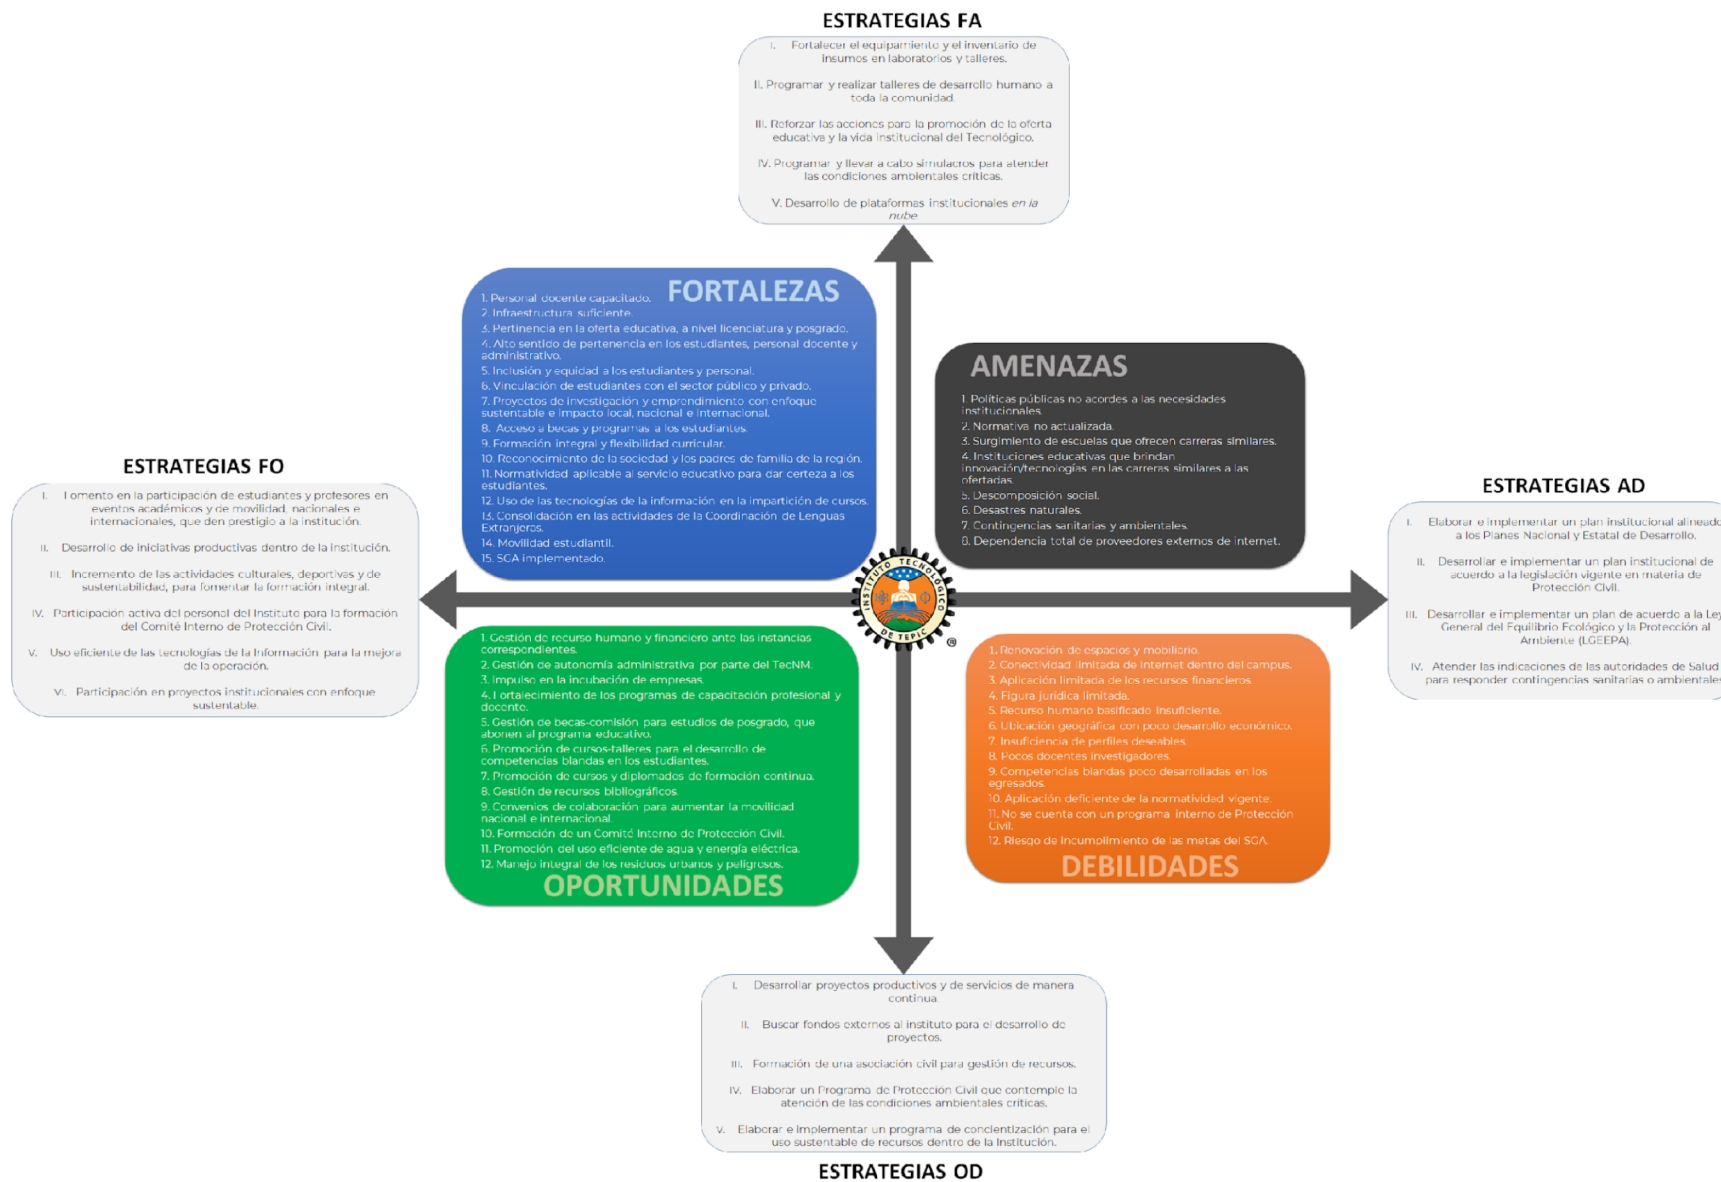 ESTRATEGIAS FA
I. Fortalecer el equipamiento y el inventario de
insumos en laboratorios y talleres.
II. Programar y realizar talleres de desarrollo humano a
toda la comunidad.
III. Reforzar las acciones para la promoción de la oferta
educativa y la vida institucional del Tecnológico.
IV. Programar y llevar a cabo simulacros para atender
las condiciones ambientales críticas.
V. Desarrollo de plataformas institucionales en la
nube.
FORTALEZAS
1. Personal docente capacitado.
2. Infraestructura suficiente.
3. Pertinencia en la oferta educativa, a nivel licenciatura y posgrado.
4. Alto sentido de pertenencia en los estudiantes, personal docente y
administrativo.
5. Inclusión y equidad a los estudiantes y personal.
6. Vinculación de estudiantes con el sector público y privado.
7. Proyectos de investigación y emprendimiento con enfoque
sustentable e impacto local, nacional e internacional.
8. Acceso a becas y programas a los estudiantes.
9. Formación integral y flexibilidad curricular.
10. Reconocimiento de la sociedad y los padres de familia de la región.
11. Normatividad aplicable al servicio educativo para dar certeza a los
estudiantes.
12. Uso de las tecnologías de la información en la impartición de cursos.
13. Consolidación en las actividades de la Coordinación de Lenguas
Extranjeras.
14. Movilidad estudiantil.
15. SGA implementado.
AMENAZAS
1. Políticas públicas no acordes a las necesidades
institucionales.
2. Normativa no actualizada.
3. Surgimiento de escuelas que ofrecen carreras similares.
4. Instituciones educativas que brindan
innovación/tecnologías en las carreras similares a las
ofertadas.
5. Descomposición social.
6. Desastres naturales.
7. Contingencias sanitarias y ambientales.
8. Dependencia total de proveedores externos de internet.
ESTRATEGIAS FO
I. Fomento en la participación de estudiantes y profesores en
eventos académicos y de movilidad, nacionales e
internacionales, que den prestigio a la institución.
II. Desarrollo de iniciativas productivas dentro de la institución.
III. Incremento de las actividades culturales, deportivas y de
sustentabilidad, para fomentar la formación integral.
IV. Participación activa del personal del Instituto para la formación
del Comité Interno de Protección Civil.
V. Uso eficiente de las tecnologías de la Información para la mejora
de la operación.
VI. Participación en proyectos institucionales con enfoque
sustentable.
ESTRATEGIAS AD
I. Elaborar e implementar un plan institucional alineado
a los Planes Nacional y Estatal de Desarrollo.
II. Desarrollar e implementar un plan institucional de
acuerdo a la legislación vigente en materia de
Protección Civil.
III. Desarrollar e implementar un plan de acuerdo a la Ley
General del Equilibrio Ecológico y la Protección al
Ambiente (LGEEPA).
IV. Atender las indicaciones de las autoridades de Salud
para responder contingencias sanitarias o ambientales
INSTITUTO TECNOLÓGICO
DE TEPIC
®
1. Gestión de recurso humano y financiero ante las instancias
correspondientes.
2. Gestión de autonomía administrativa por parte del TecNM.
3. Impulso en la incubación de empresas.
4. Fortalecimiento de los programas de capacitación profesional y
docente.
5. Gestión de becas-comisión para estudios de posgrado, que
abonen al programa educativo.
6. Promoción de cursos-talleres para el desarrollo de
competencias blandas en los estudiantes.
7. Promoción de cursos y diplomados de formación continua.
8. Gestión de recursos bibliográficos.
9. Convenios de colaboración para aumentar la movilidad
nacional e internacional.
10. Formación de un Comité Interno de Protección Civil.
11. Promoción del uso eficiente de agua y energía eléctrica.
12. Manejo integral de los residuos urbanos y peligrosos.
OPORTUNIDADES
1. Renovación de espacios y mobiliario.
2. Conectividad limitada de internet dentro del campus.
3. Aplicación limitada de los recursos financieros.
4. Figura jurídica limitada.
5. Recurso humano basificado insuficiente.
6. Ubicación geográfica con poco desarrollo económico.
7. Insuficiencia de perfiles deseables.
8. Pocos docentes investigadores.
9. Competencias blandas poco desarrolladas en los
egresados.
10. Aplicación deficiente de la normatividad vigente.
11. No se cuenta con un programa interno de Protección
Civil.
12. Riesgo de incumplimiento de las metas del SGA.
DEBILIDADES
I. Desarrollar proyectos productivos y de servicios de manera
continua.
II. Buscar fondos externos al instituto para el desarrollo de
proyectos.
III. Formación de una asociación civil para gestión de recursos.
IV. Elaborar un Programa de Protección Civil que contemple la
atención de las condiciones ambientales críticas.
V. Elaborar e Implementar un programa de concientización para el
uso sustentable de recursos dentro de la Institución.
ESTRATEGIAS OD